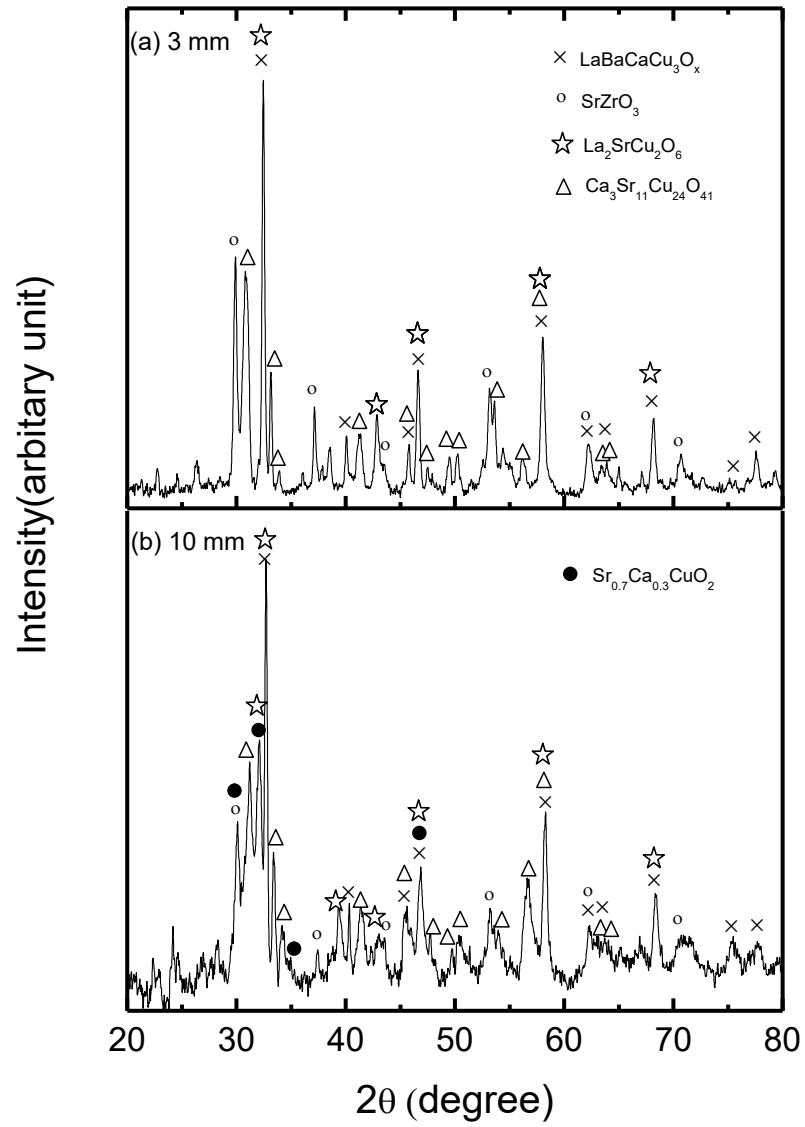 (a) 3 mm
× LaBaCaCu₃Oₓ
o SrZrO₃
☆ La₂SrCu₂O₆
△ Ca₃Sr₁₁Cu₂₄O₄₁
(b) 10 mm
● Sr₀.₇Ca₀.₃CuO₂
Intensity(arbitary unit)
20 30 40 50 60 70 80
2θ (degree)